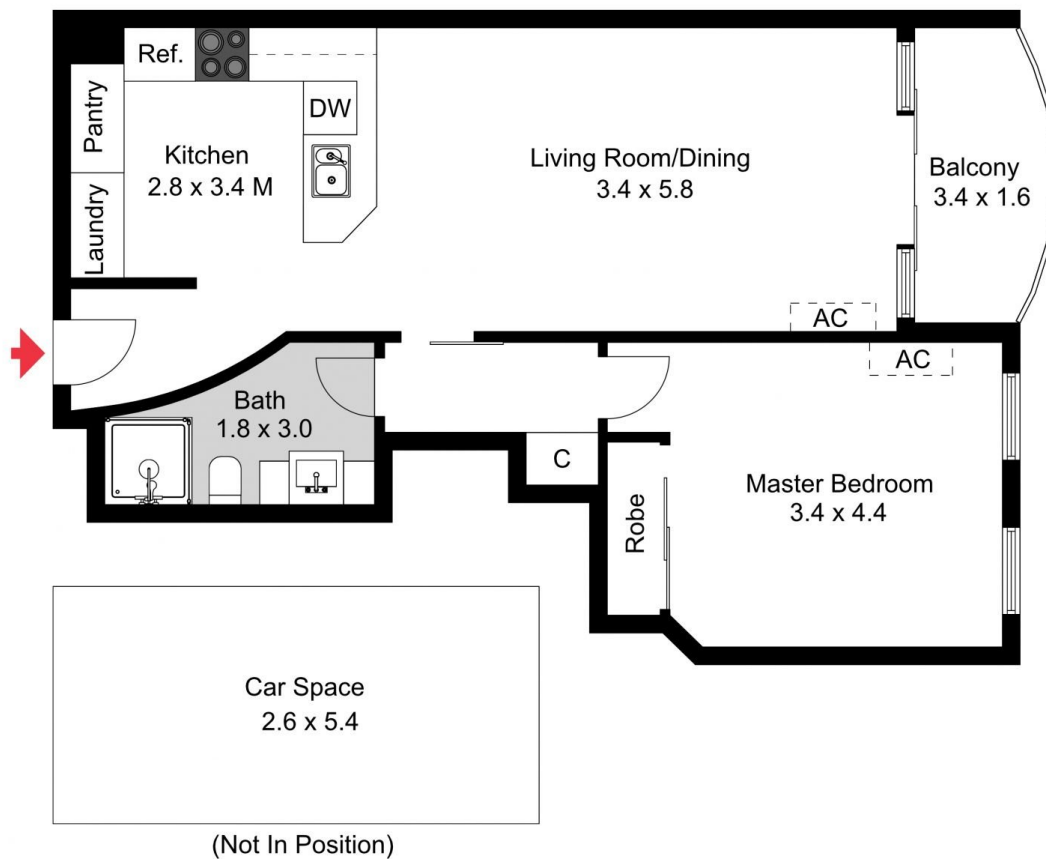 Ref.
Pantry
DW
Kitchen
2.8 x 3.4 M
Living Room/Dining
3.4 x 5.8
Balcony
3.4 x 1.6
Laundry
AC
AC
Bath
1.8 x 3.0
C
Master Bedroom
3.4 x 4.4
Robe
Car Space
2.6 x 5.4
(Not In Position)